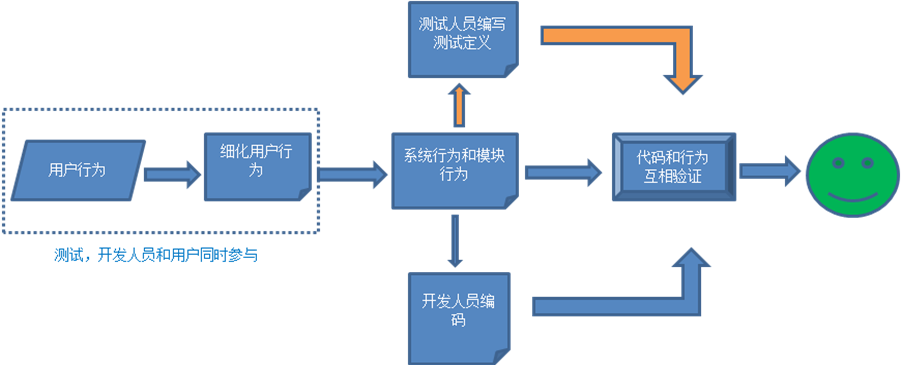 测试人员编写
测试定义
用户行为
细化用户行
为
系统行为和模块
行为
代码和行为
互相验证
测试，开发人员和用户同时参与
开发人员编
码